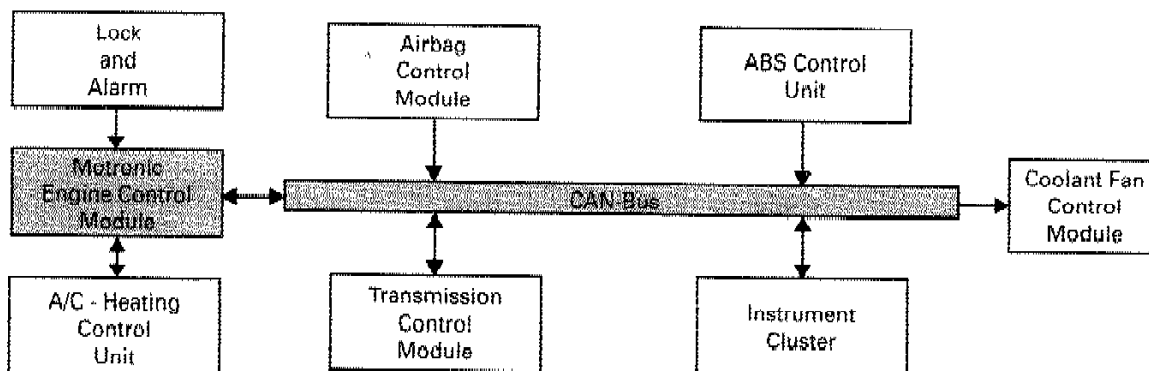 Lock
and
Alarm
Airbag
Control
Module
ABS Control
Unit
Motronic
Engine Control
Module
CAN-Bus
Coolant Fan
Control
Module
A/C - Heating
Control
Unit
Transmission
Control
Module
Instrument
Cluster